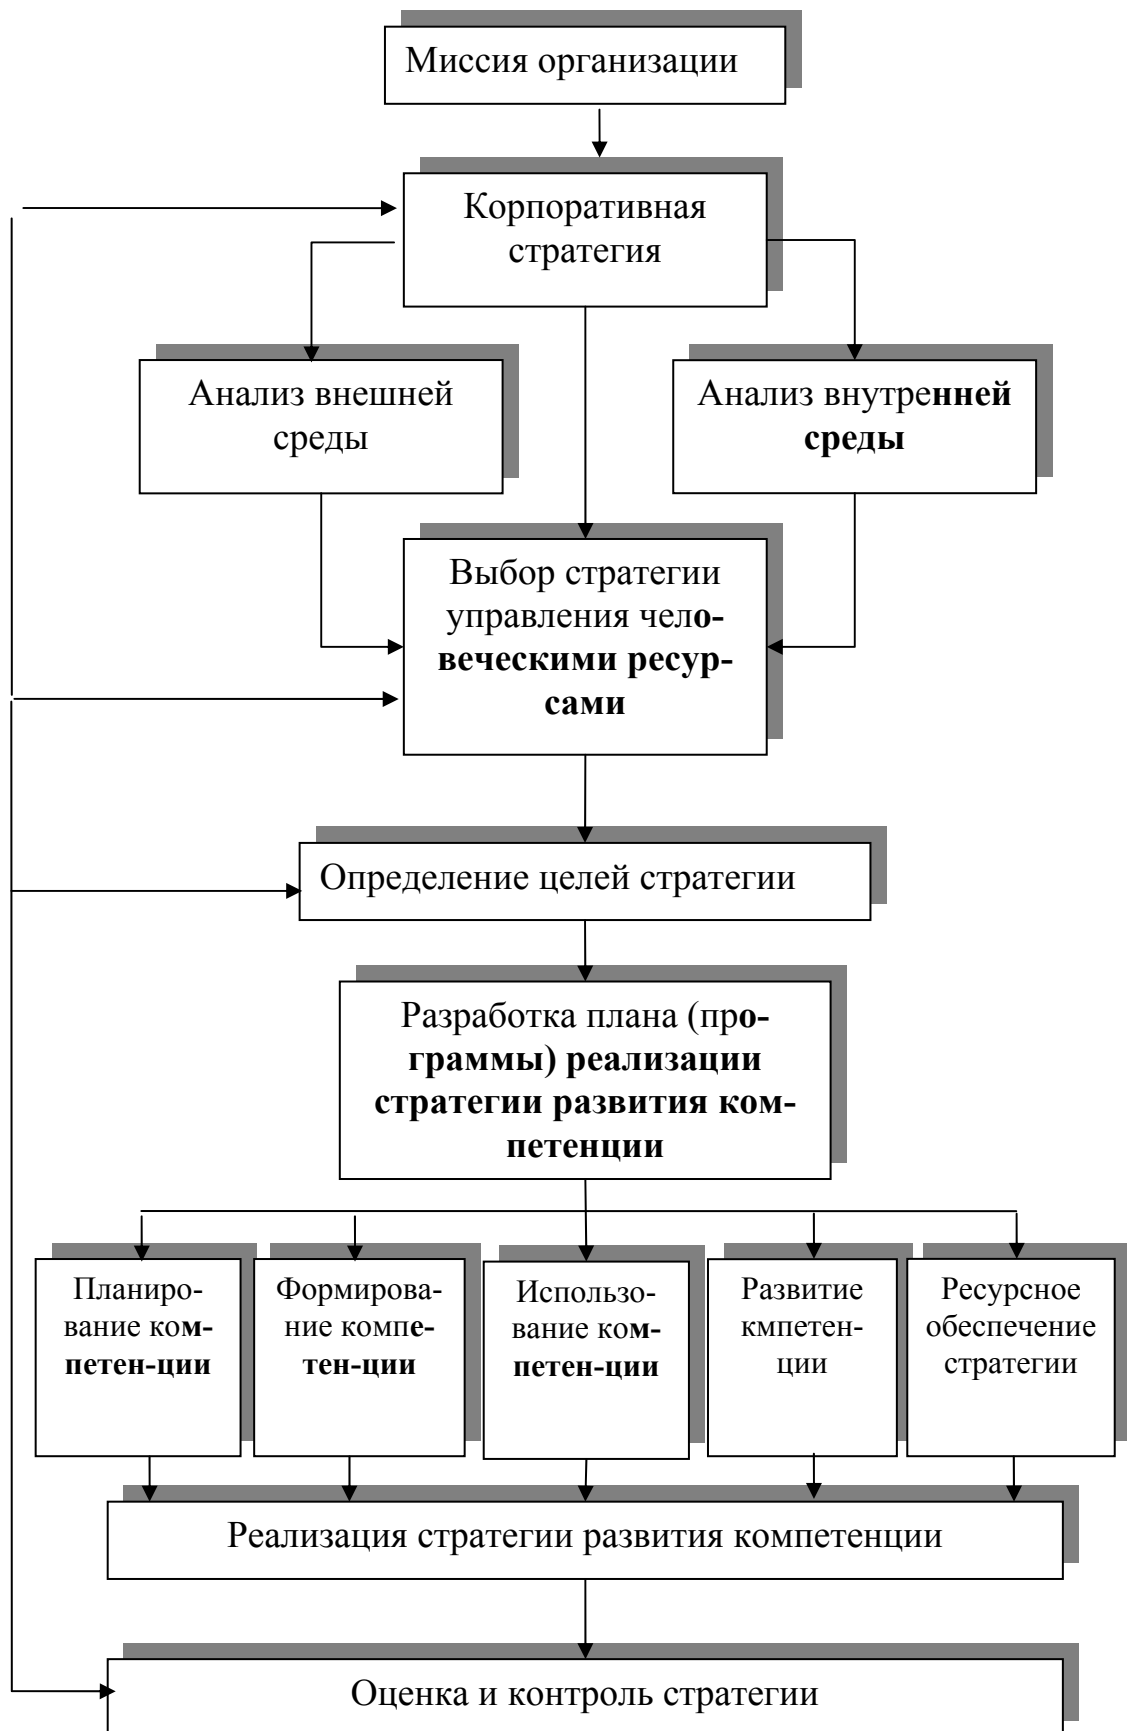 Миссия организации
Корпоративная
стратегия
Анализ внешней
среды
Анализ внутренней
среды
Выбор стратегии
управления чело-
веческими ресур-
сами
Определение целей стратегии
Разработка плана (про-
граммы) реализации
стратегии развития ком-
петенции
Планиро-
вание ком-
петен-ции
Формирова-
ние компе-
тен-ции
Использо-
вание ком-
петен-ции
Развитие
кмпетен-
ции
Ресурсное
обеспечение
стратегии
Реализация стратегии развития компетенции
Оценка и контроль стратегии